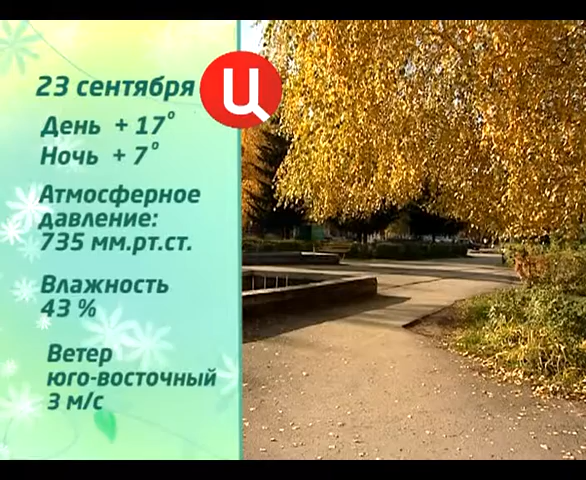 23 сентября
Ц
День +17°
Ночь +7°
Атмосферное
давление:
735 мм.рт.ст.
Влажность
43 %
Ветер
юго-восточный
3 м/с